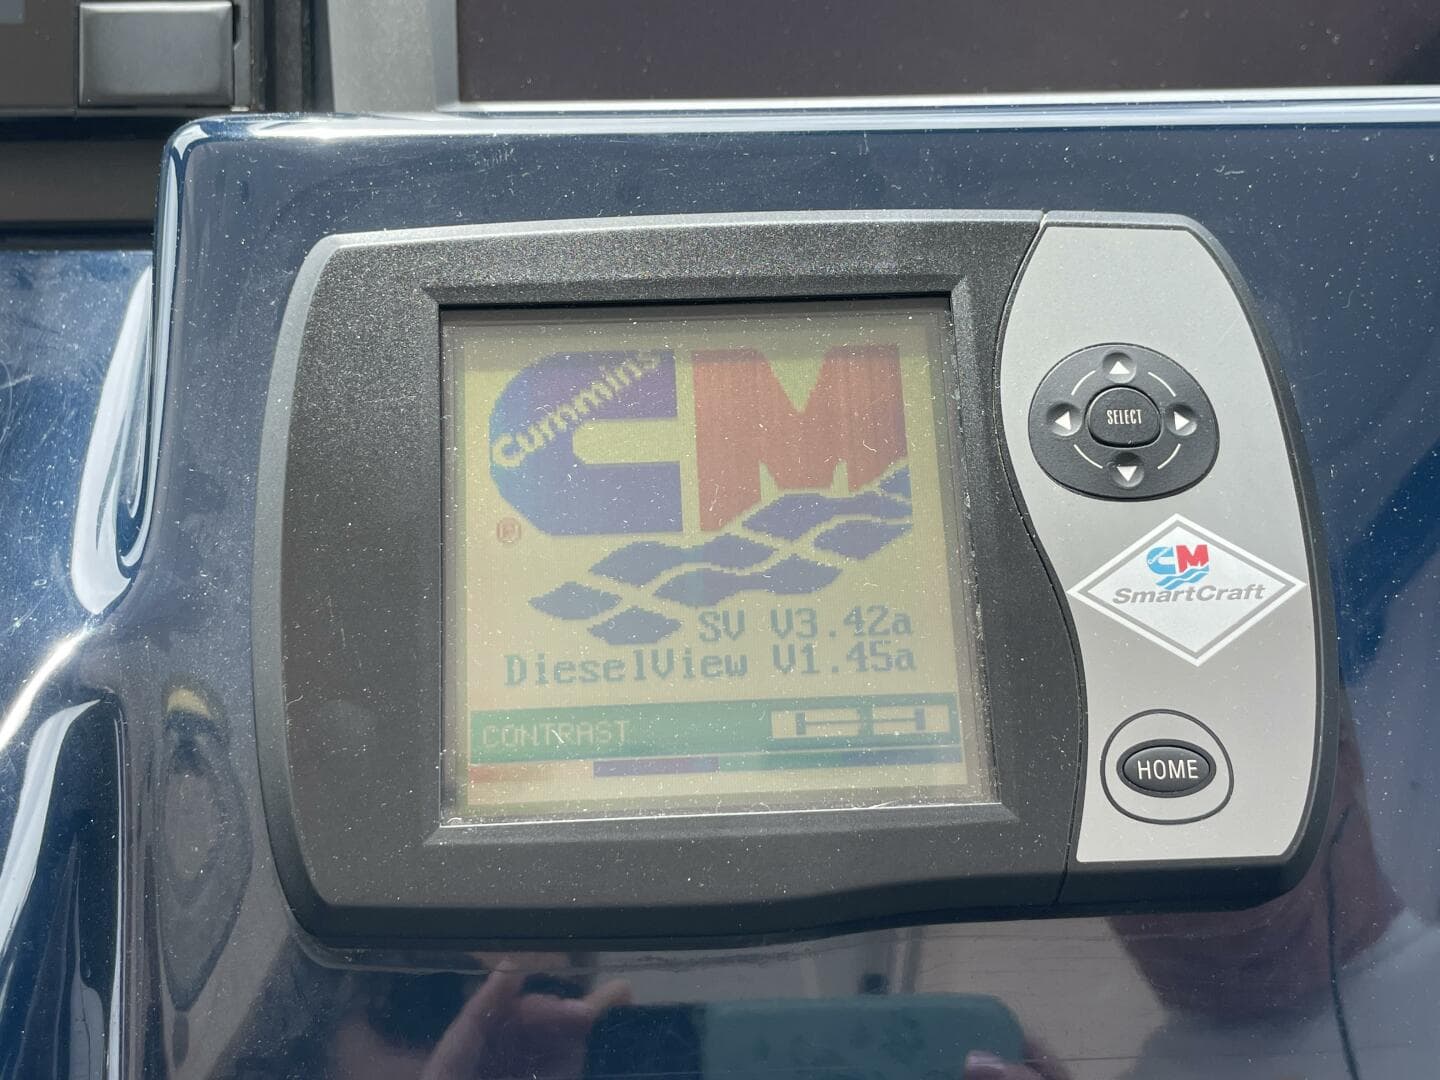 Cummins
CM
®
SV V3.42a
DieselView V1.45a
CONTRAST
SELECT
CM
SmartCraft
HOME